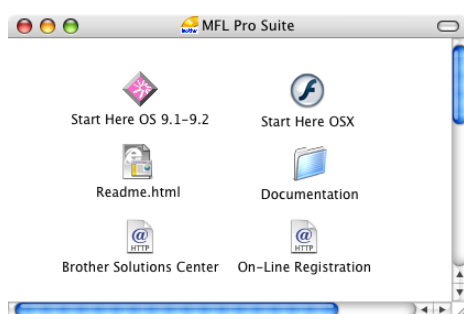 MFL Pro Suite
Start Here OS 9.1-9.2
Start Here OSX
Readme.html
Documentation
@
HTTP
@
HTTP
Brother Solutions Center
On-Line Registration